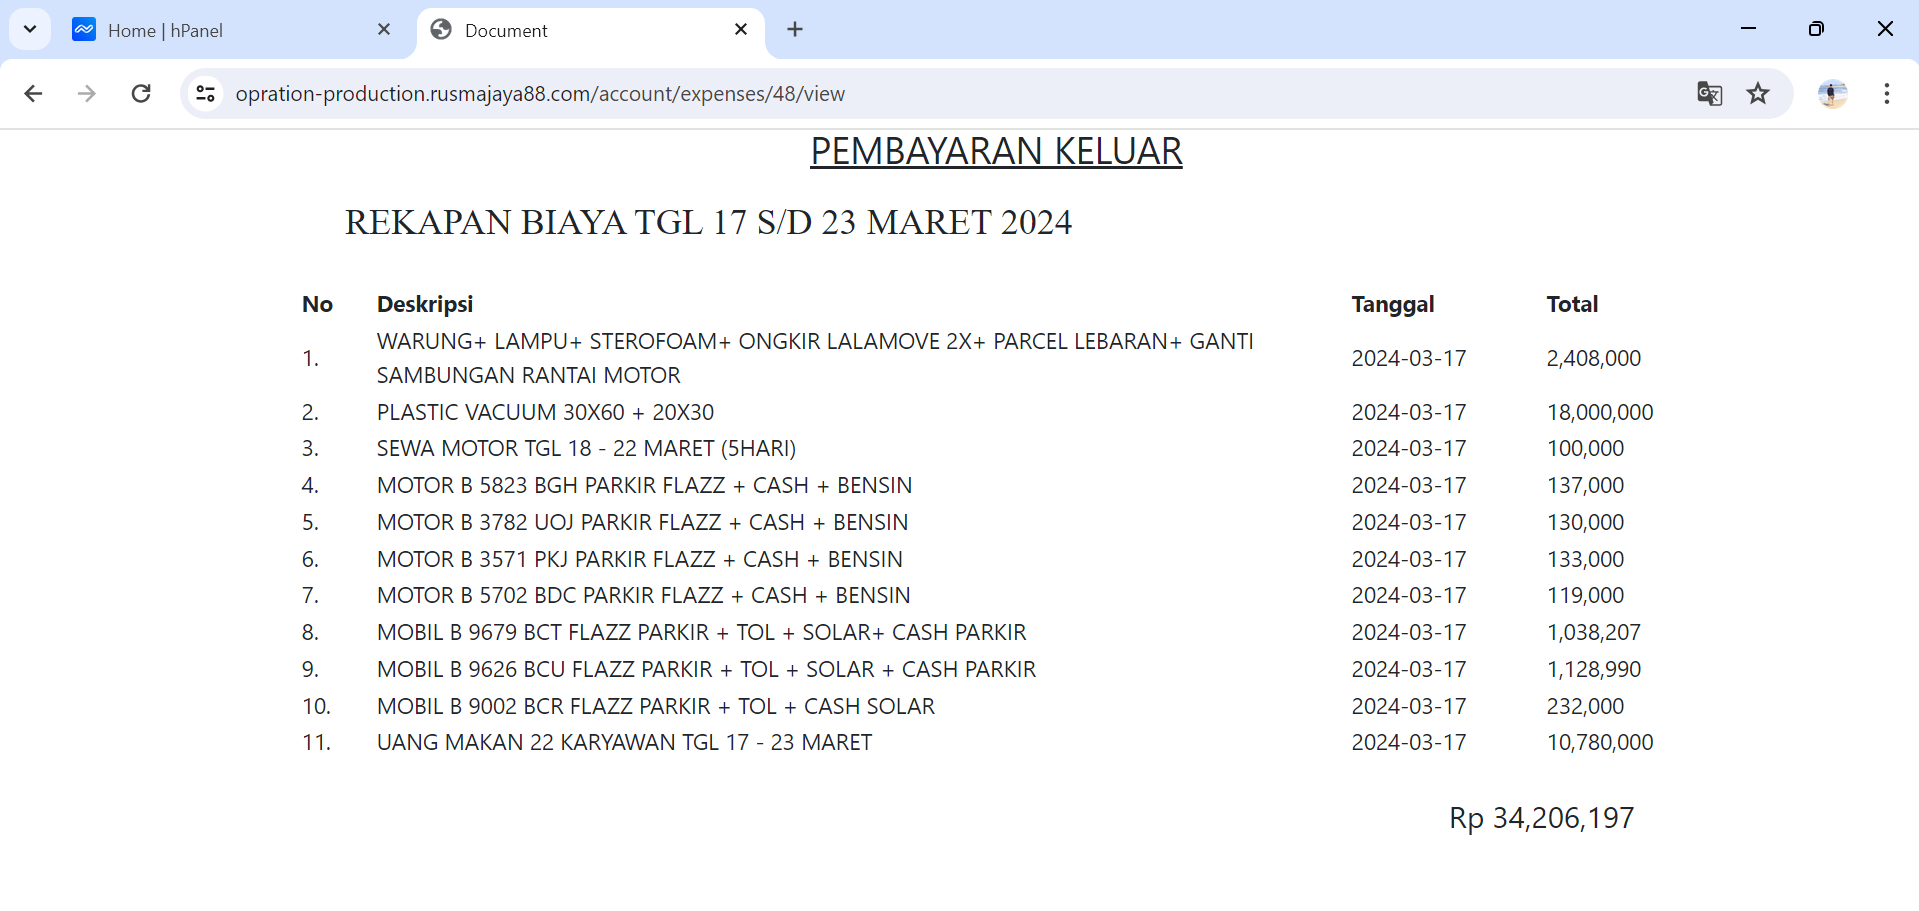 Home | hPanel
Document
opration-production.rusmajaya88.com/account/expenses/48/view
PEMBAYARAN KELUAR
REKAPAN BIAYA TGL 17 S/D 23 MARET 2024
No Deskripsi Tanggal Total
1. WARUNG+ LAMPU+ STEROFOAM+ ONGKIR LALAMOVE 2X+ PARCEL LEBARAN+ GANTI
SAMBUNGAN RANTAI MOTOR 2024-03-17 2,408,000
2. PLASTIC VACUUM 30X60 + 20X30 2024-03-17 18,000,000
3. SEWA MOTOR TGL 18 - 22 MARET (5HARI) 2024-03-17 100,000
4. MOTOR B 5823 BGH PARKIR FLAZZ + CASH + BENSIN 2024-03-17 137,000
5. MOTOR B 3782 UOJ PARKIR FLAZZ + CASH + BENSIN 2024-03-17 130,000
6. MOTOR B 3571 PKJ PARKIR FLAZZ + CASH + BENSIN 2024-03-17 133,000
7. MOTOR B 5702 BDC PARKIR FLAZZ + CASH + BENSIN 2024-03-17 119,000
8. MOBIL B 9679 BCT FLAZZ PARKIR + TOL + SOLAR+ CASH PARKIR 2024-03-17 1,038,207
9. MOBIL B 9626 BCU FLAZZ PARKIR + TOL + SOLAR + CASH PARKIR 2024-03-17 1,128,990
10. MOBIL B 9002 BCR FLAZZ PARKIR + TOL + CASH SOLAR 2024-03-17 232,000
11. UANG MAKAN 22 KARYAWAN TGL 17 - 23 MARET 2024-03-17 10,780,000
Rp 34,206,197